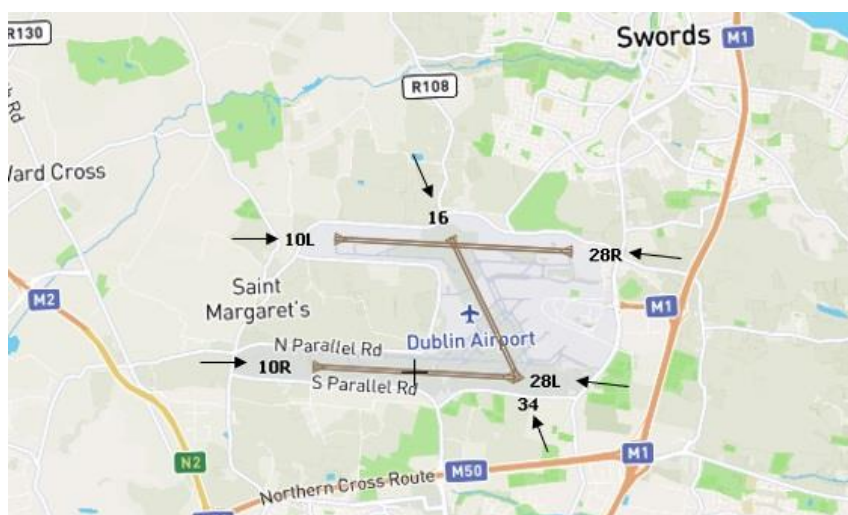 R130
Swords
M1
R108
Ward Cross
16
10L
28R
Saint
Margaret's
M2
M1
Dublin Airport
N Parallel Rd
10R
S Parallel Rd
28L
34
N2
M50
M1
Northern Cross Route